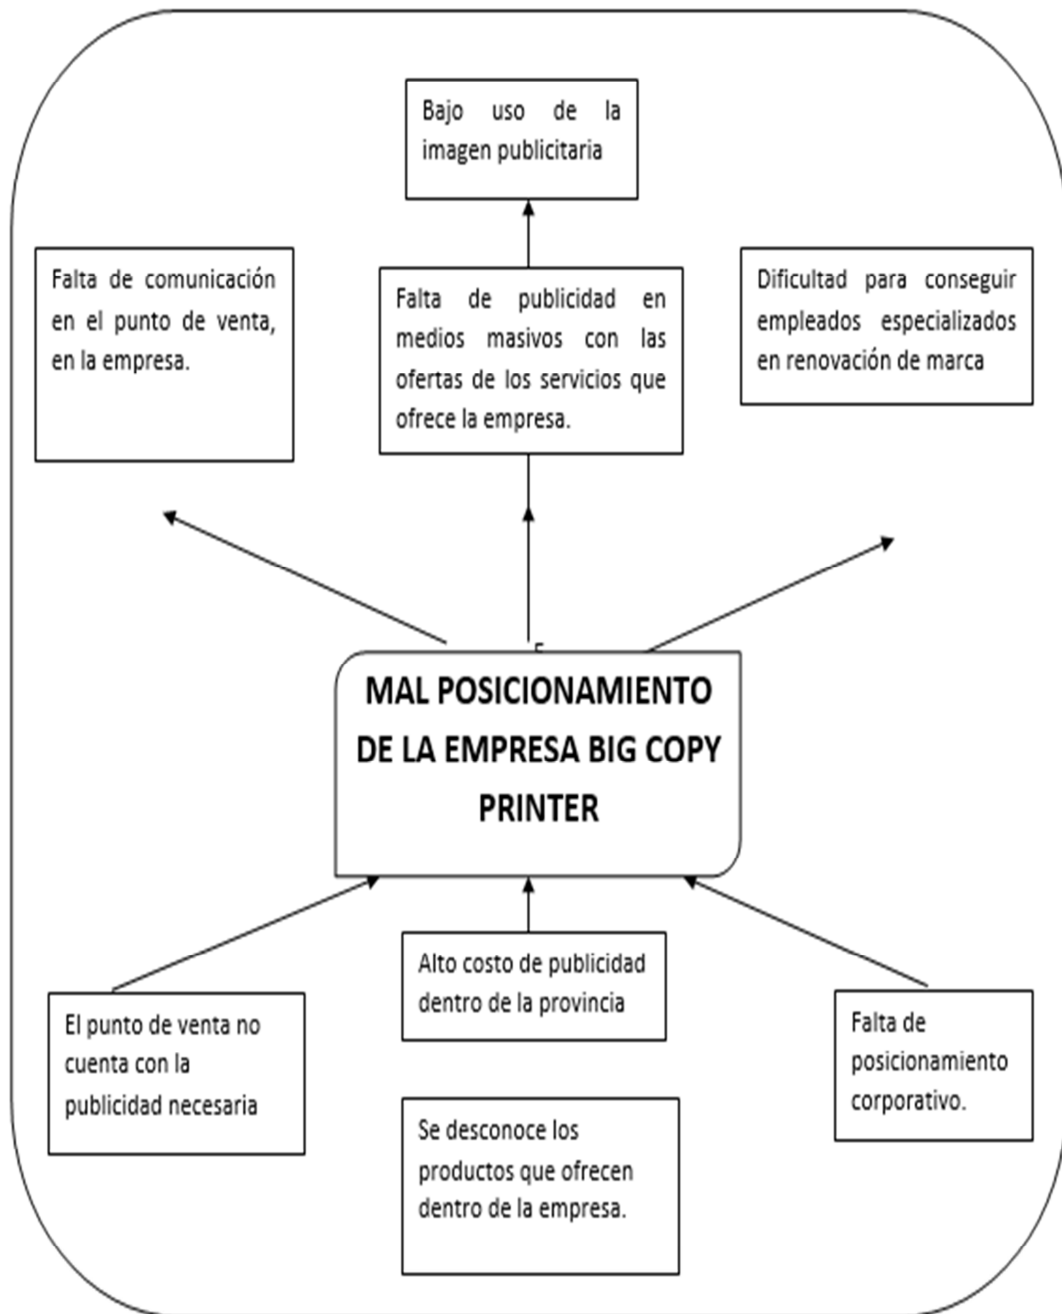 Bajo uso de la
imagen publicitaria
Falta de comunicación
en el punto de venta,
en la empresa.
Falta de publicidad en
medios masivos con las
ofertas de los servicios que
ofrece la empresa.
Dificultad para conseguir
empleados especializados
en renovación de marca
MAL POSICIONAMIENTO
DE LA EMPRESA BIG COPY
PRINTER
El punto de venta no
cuenta con la
publicidad necesaria
Alto costo de publicidad
dentro de la provincia
Falta de
posicionamiento
corporativo.
Se desconoce los
productos que ofrecen
dentro de la empresa.